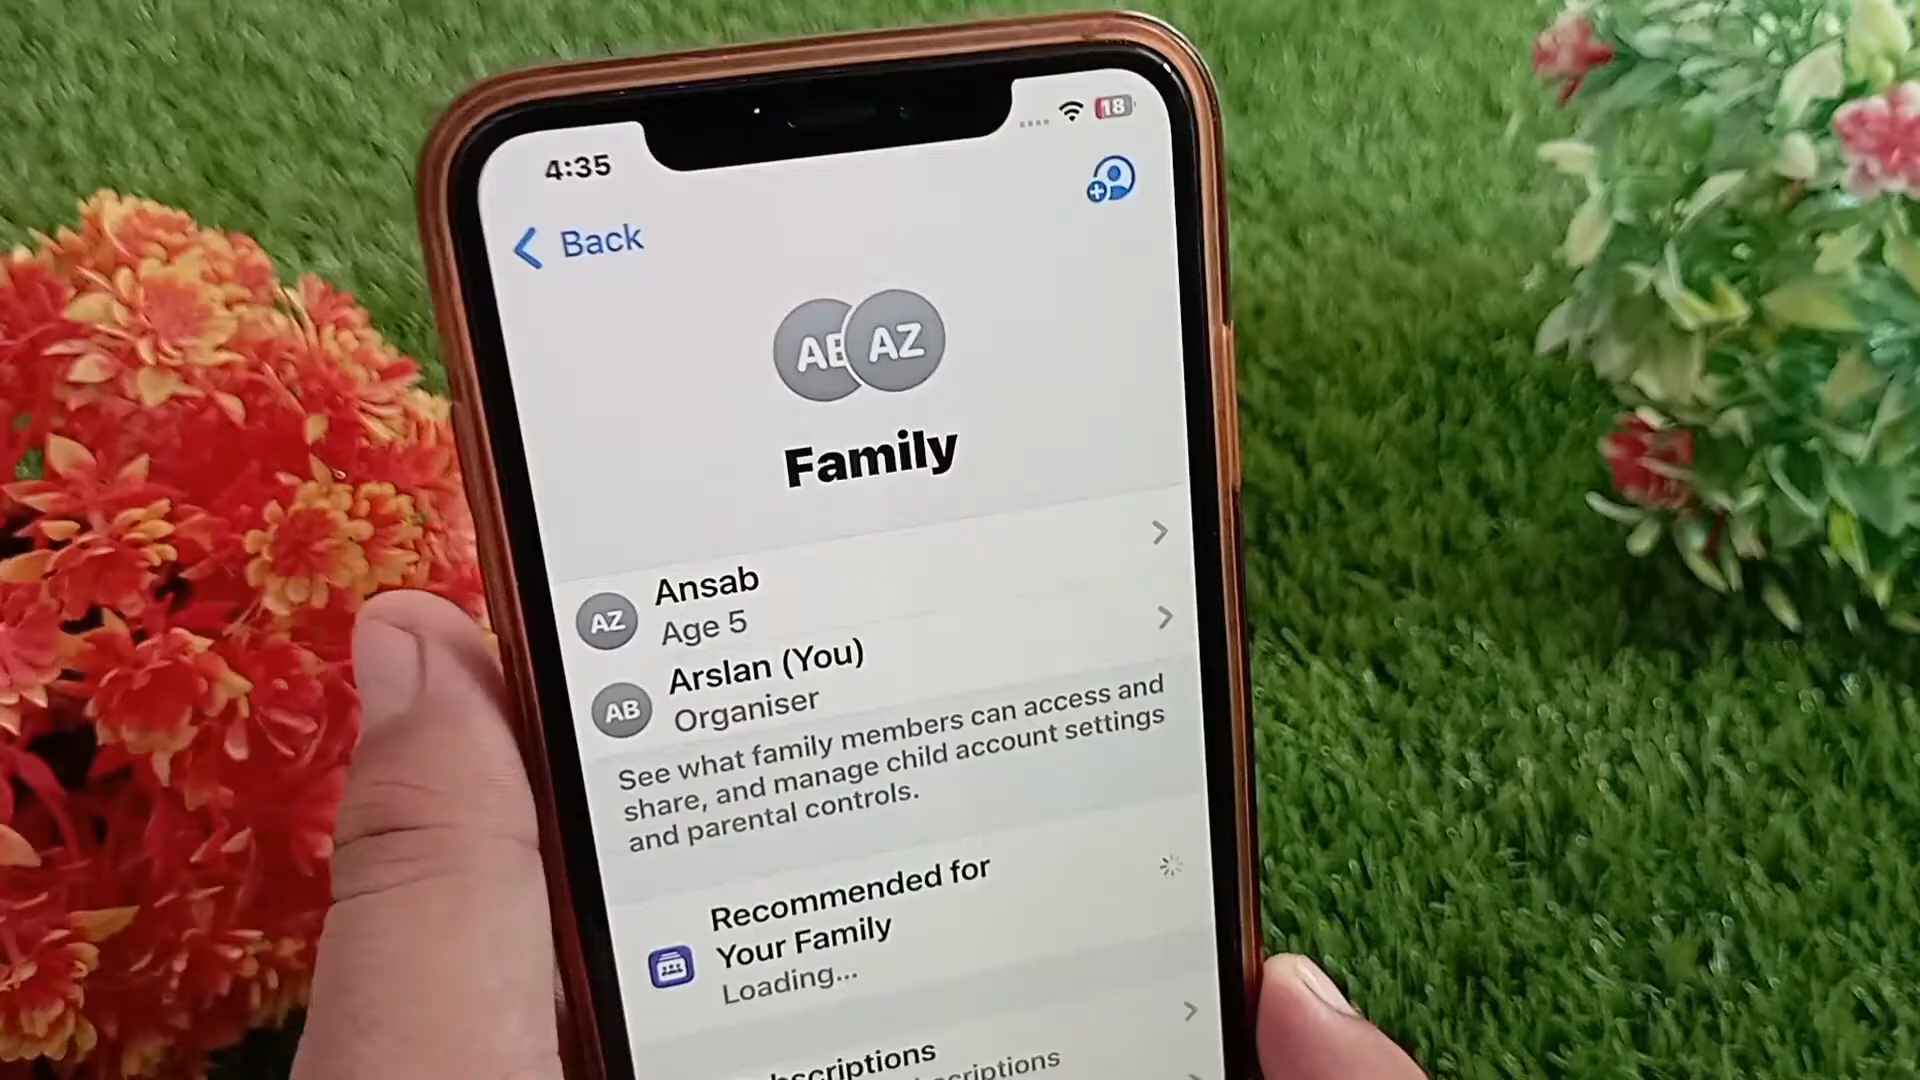 4:35
18
Back
AB AZ
Family
AZ
Ansab
Age 5
AB
Arslan (You)
Organiser
See what family members can access and
share, and manage child account settings
and parental controls.
Recommended for
Your Family
Loading...